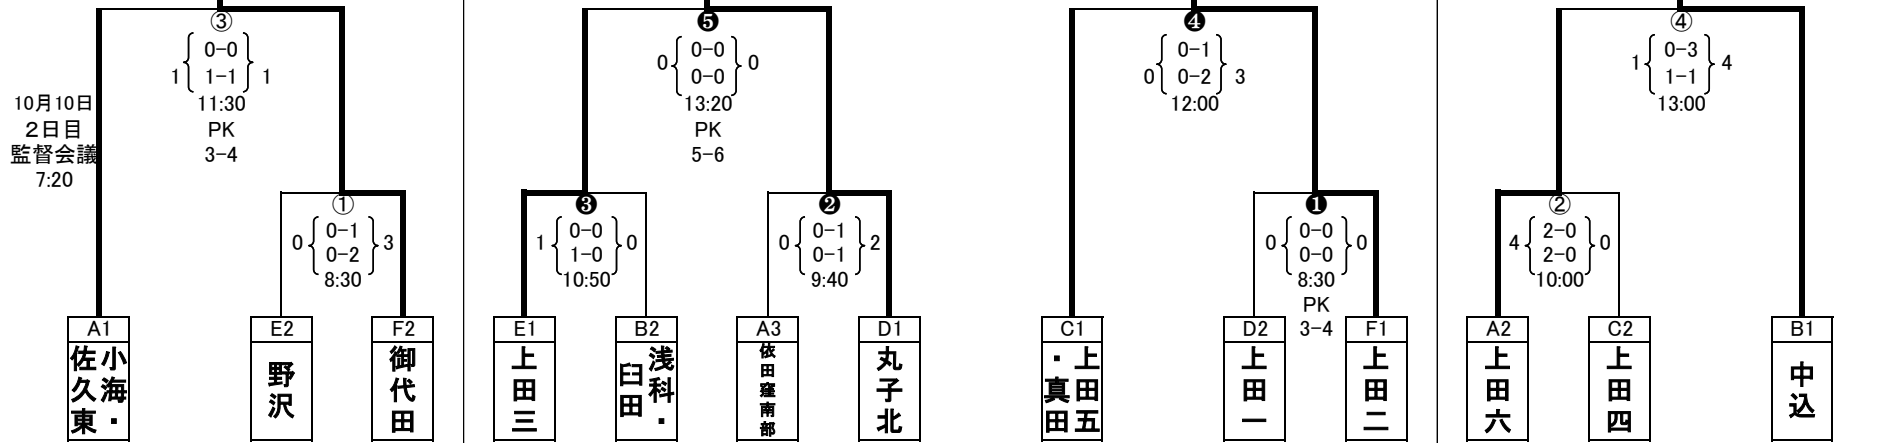 ③
0-0
1 1-1 1
11:30
PK
3-4
10月10日
2日目
監督会議
7:20
①
0-1
0 3
0-2
8:30
A1
小海・
佐久東
E2
野沢
F2
御代田
❺
0-0
0 0
0-0
13:20
PK
5-6
❸
0-0
1 0
1-0
10:50
❷
0-1
0 2
0-1
9:40
E1
上田三
B2
浅科・
臼田
A3
依田窪南部
D1
丸子北
❹
0-1
0 0-2 3
12:00
❶
0-0
0 0
0-0
8:30
PK
3-4
C1
上田五
・真田
D2
上田一
F1
上田二
④
0-3
1 4
1-1
13:00
②
2-0
4 0
2-0
10:00
A2
上田六
C2
上田四
B1
中込